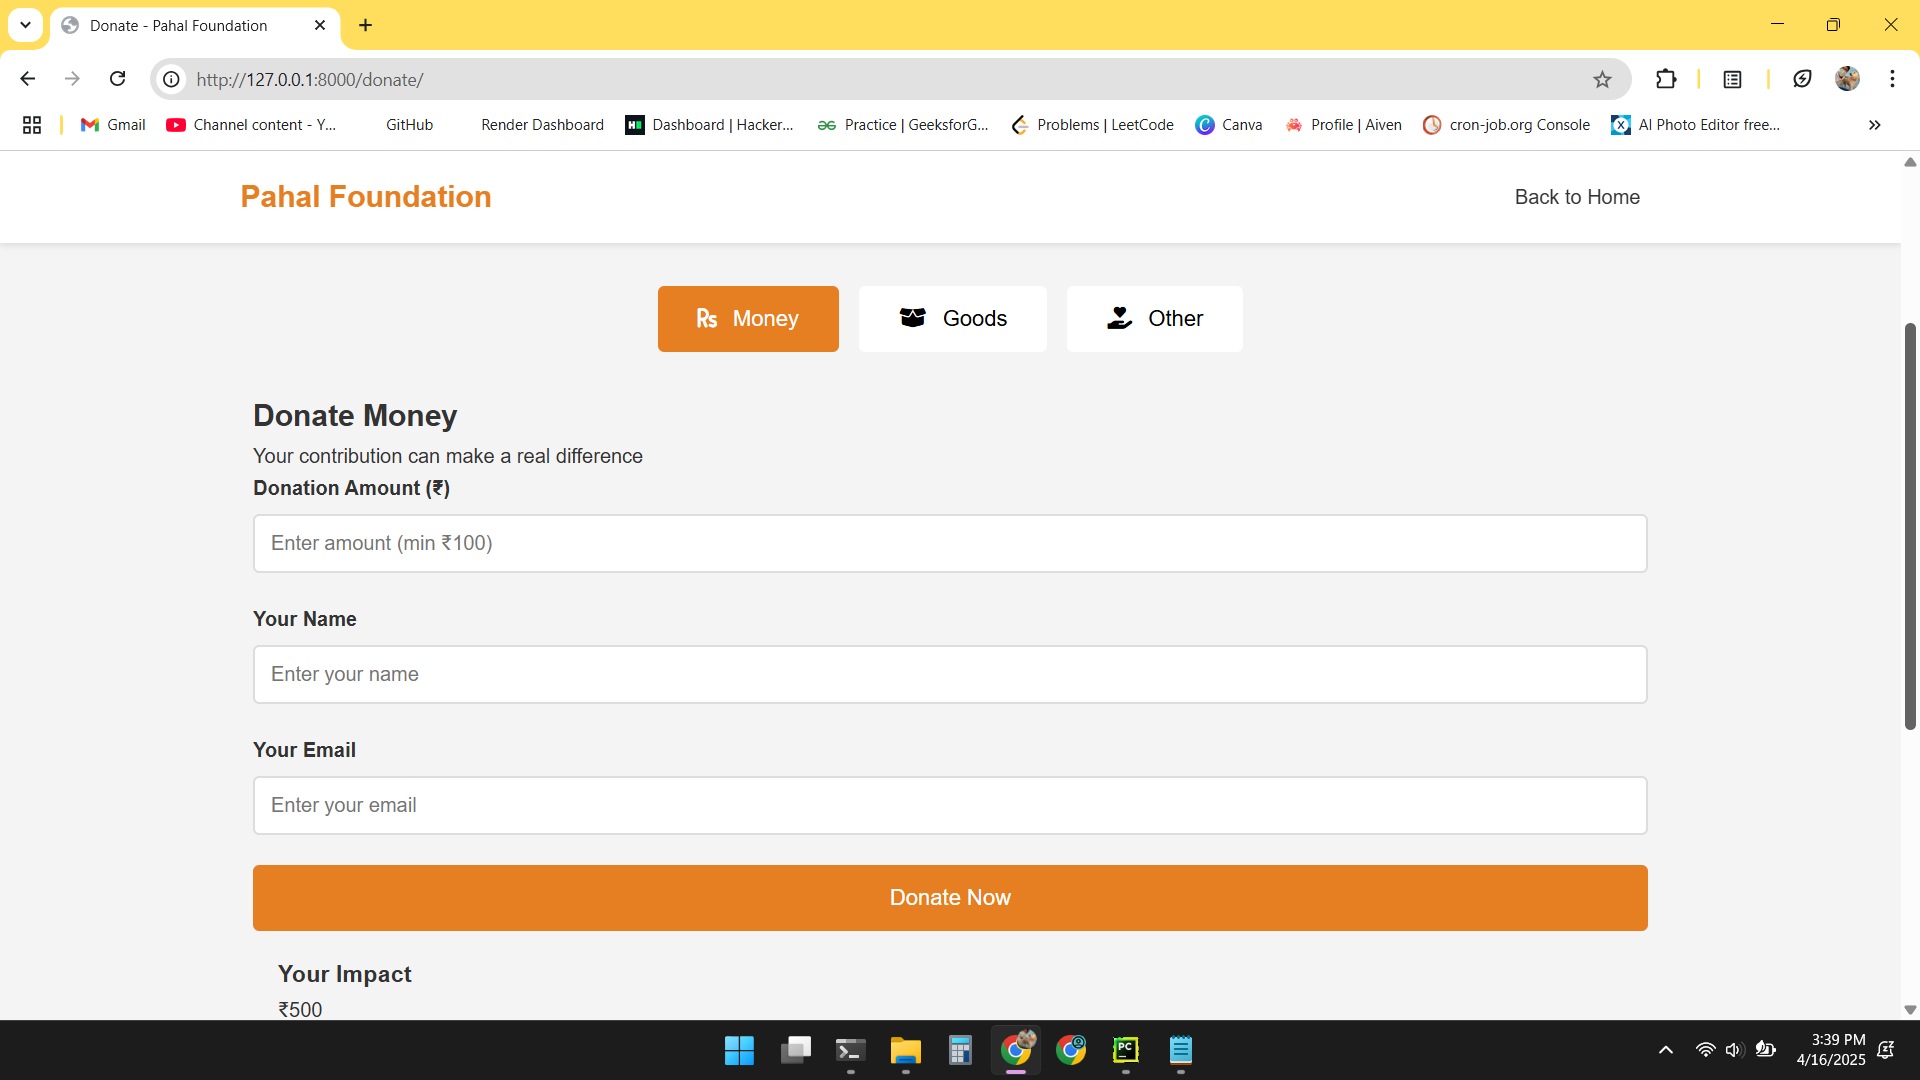 Donate - Pahal Foundation
http://127.0.0.1:8000/donate/
Gmail
Channel content - Y...
GitHub
Render Dashboard
Dashboard | Hacker...
Practice | GeeksforG...
Problems | LeetCode
Canva
Profile | Aiven
cron-job.org Console
AI Photo Editor free...
Pahal Foundation
Back to Home
Rs Money
Goods
Other
Donate Money
Your contribution can make a real difference
Donation Amount (₹)
Enter amount (min ₹100)
Your Name
Enter your name
Your Email
Enter your email
Donate Now
Your Impact
₹500
3:39 PM
4/16/2025